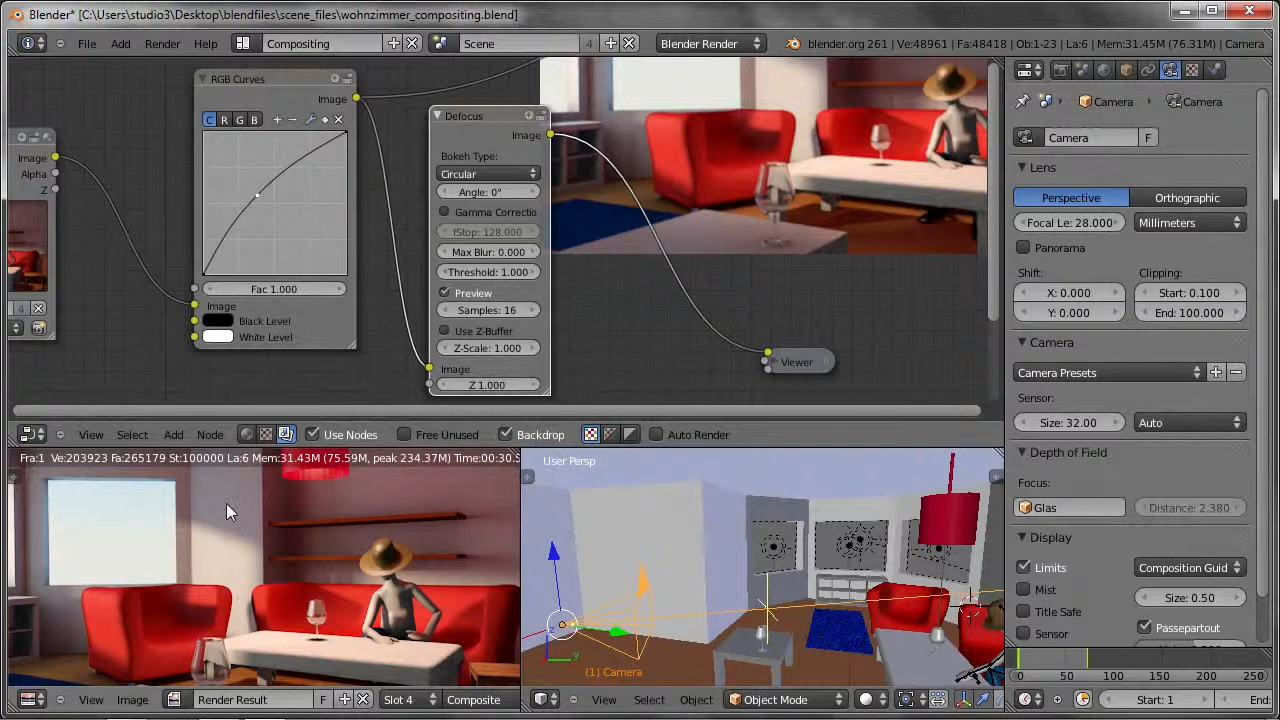 Blender* [C:\Users\studio3\Desktop\blendfiles\scene_files\wohnzimmer_compositing.blend]
File Add Render Help Compositing Scene 4 Blender Render blender.org 261 | Ve:48961 | Fa:48418 | Ob:1-23 | La:6 | Mem:31.45M (76.31M) | Camera
RGB Curves
Image
C R G B
Fac 1.000
Image
Black Level
White Level
Image
Alpha
Z
4
Defocus
Image
Bokeh Type:
Circular
Angle: 0°
Gamma Correctio
fStop: 128.000
Max Blur: 0.000
Threshold: 1.000
Preview
Samples: 16
Use Z-Buffer
Z-Scale: 1.000
Image
Z 1.000
Viewer
View Select Add Node Use Nodes Free Unused Backdrop Auto Render
Fra:1 Ve:203923 Fa:265179 St:100000 La:6 Mem:31.43M (75.59M, peak 234.37M) Time:00:30.
View Image Render Result F Slot 4 Composite
User Persp
(1) Camera
View Select Object Object Mode
Camera Camera
Camera F
Lens
Perspective Orthographic
Focal Le: 28.000 Millimeters
Panorama
Shift: Clipping:
X: 0.000 Start: 0.100
Y: 0.000 End: 100.000
Camera
Camera Presets
Sensor:
Size: 32.00 Auto
Depth of Field
Focus:
Glas Distance: 2.380
Display
Limits Composition Guid
Mist Size: 0.50
Title Safe
Sensor Passepartout
0 50 100 150 200 250
Start: 1 End: